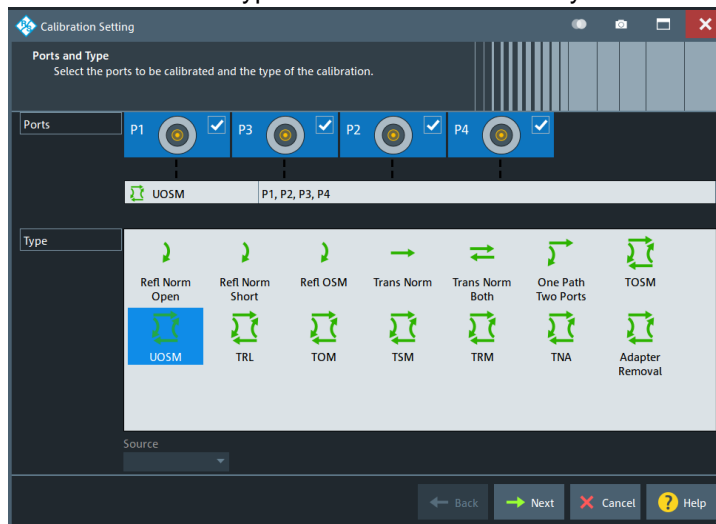 Calibration Setting
Ports and Type
Select the ports to be calibrated and the type of the calibration.
Ports
P1 P3 P2 P4
UOSM P1, P2, P3, P4
Type
Refl Norm Open
Refl Norm Short
Refl OSM
Trans Norm
Trans Norm Both
One Path Two Ports
TOSM
UOSM
TRL
TOM
TSM
TRM
TNA
Adapter Removal
Source
Back Next Cancel ? Help